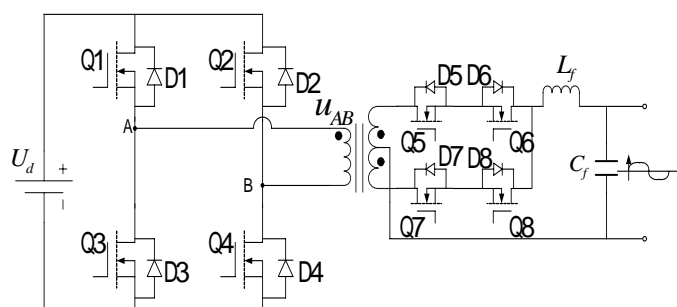 Q1
D1
Q2
D2
D5 D6
L_f
u_AB
A
Q5
Q6
U_d
+
D7 D8
C_f
B
Q7
Q8
Q3
D3
Q4
D4